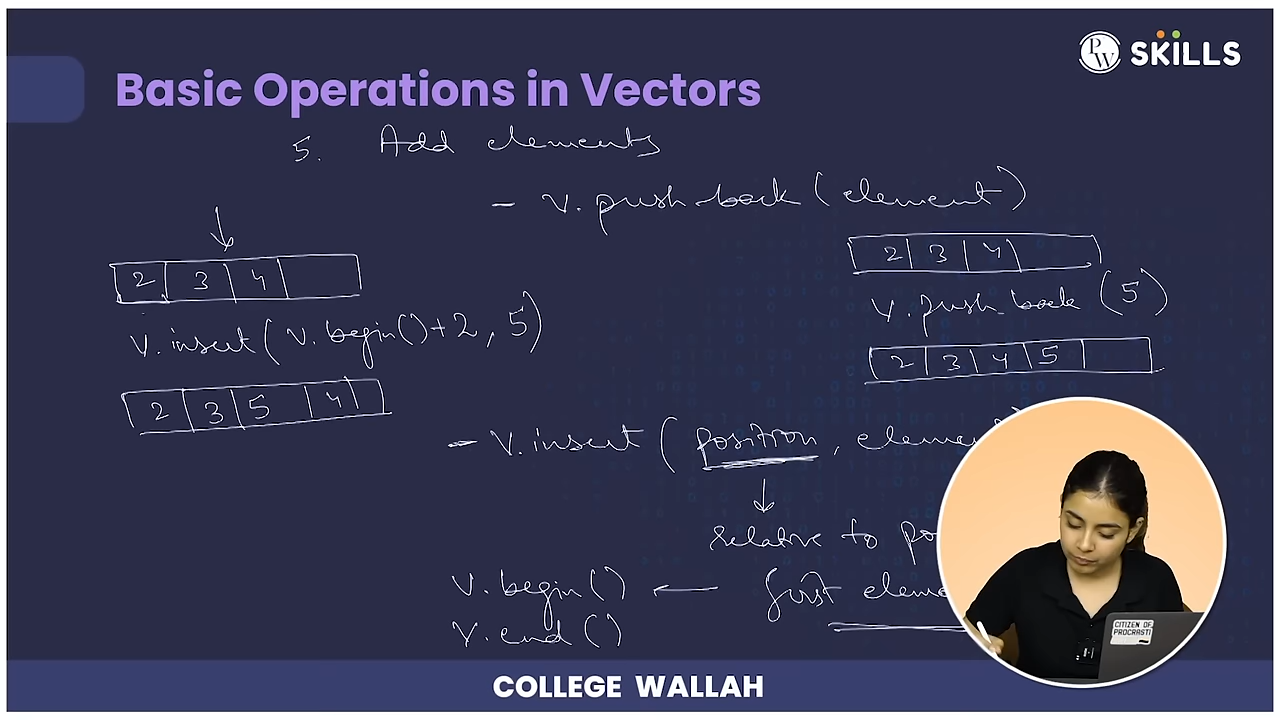 PW SKILLS
Basic Operations in Vectors
5. Add elements
- v.push_back(element)
2 3 4
v.insert(v.begin()+2, 5)
2 3 5 4
2 3 4
v.push_back(5)
2 3 4 5
- v.insert(position, element)
relative to
first
v.begin() ←
v.end()
CITIZEN OF
PROCRASTI
COLLEGE WALLAH